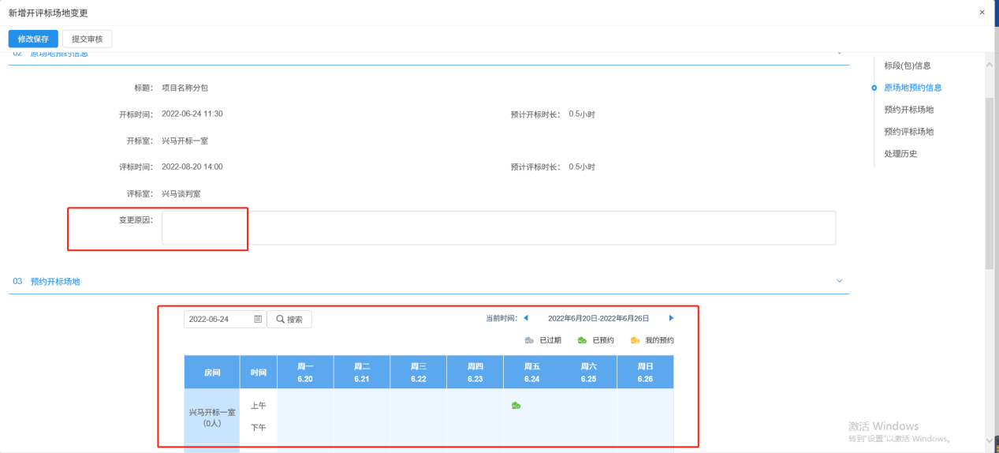 新增开评标场地变更 ×
修改保存 提交审核
02 原场地预约信息
标段(包)信息
标题： 项目名称分包
原场地预约信息
开标时间： 2022-06-24 11:30 预计开标时长： 0.5小时
预约开标场地
预约评标场地
开标室： 兴马开标一室
处理历史
评标时间： 2022-08-20 14:00 预计评标时长： 0.5小时
评标室： 兴马谈判室
变更原因：
03 预约开标场地
2022-06-24 搜索 当前时间： 2022年6月20日-2022年6月26日
已过期 已预约 我的预约
房间 时间 周一 周二 周三 周四 周五 周六 周日
6.20 6.21 6.22 6.23 6.24 6.25 6.26
上午
兴马开标一室
(0人)
下午
激活 Windows
转到"设置"以激活 Windows。